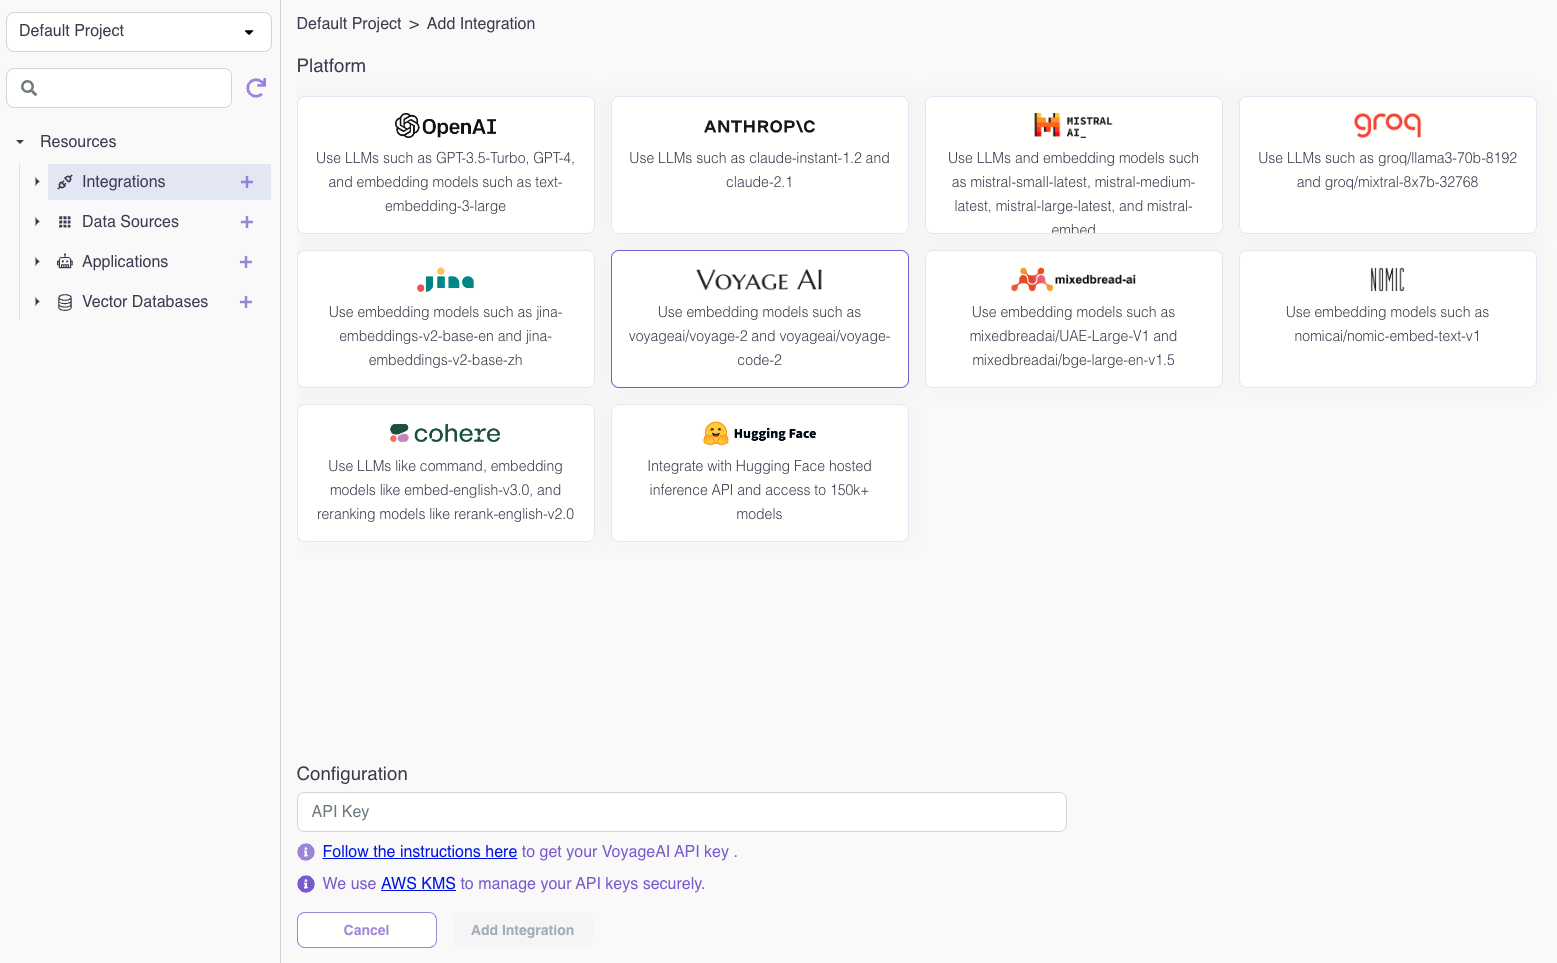 Default Project
Default Project > Add Integration
Platform
Resources
Integrations
Data Sources
Applications
Vector Databases
OpenAI
Use LLMs such as GPT-3.5-Turbo, GPT-4,
and embedding models such as text-
embedding-3-large
ANTHROP\C
Use LLMs such as claude-instant-1.2 and
claude-2.1
MISTRAL
AI_
Use LLMs and embedding models such
as mistral-small-latest, mistral-medium-
latest, mistral-large-latest, and mistral-
embed
groq
Use LLMs such as groq/llama3-70b-8192
and groq/mixtral-8x7b-32768
Jina
Use embedding models such as jina-
embeddings-v2-base-en and jina-
embeddings-v2-base-zh
VOYAGE AI
Use embedding models such as
voyageai/voyage-2 and voyageai/voyage-
code-2
mixedbread-ai
Use embedding models such as
mixedbreadai/UAE-Large-V1 and
mixedbreadai/bge-large-en-v1.5
NOMIC
Use embedding models such as
nomicai/nomic-embed-text-v1
cohere
Use LLMs like command, embedding
models like embed-english-v3.0, and
reranking models like rerank-english-v2.0
Hugging Face
Integrate with Hugging Face hosted
inference API and access to 150k+
models
Configuration
API Key
Follow the instructions here to get your VoyageAI API key .
We use AWS KMS to manage your API keys securely.
Cancel
Add Integration